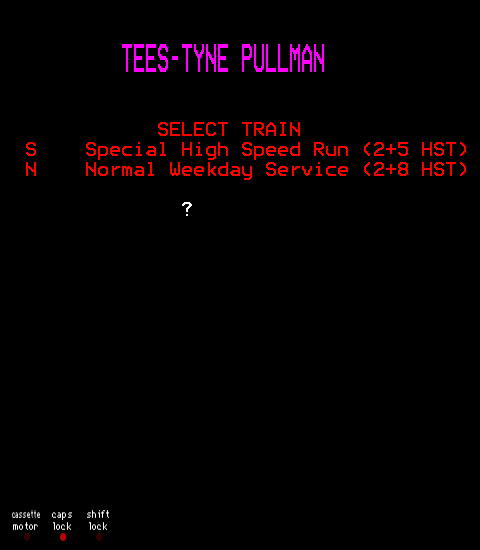 TEES-TYNE PULLMAN
SELECT TRAIN
S Special High Speed Run (2+5 HST)
N Normal Weekday Service (2+8 HST)
?
cassette motor caps lock shift lock